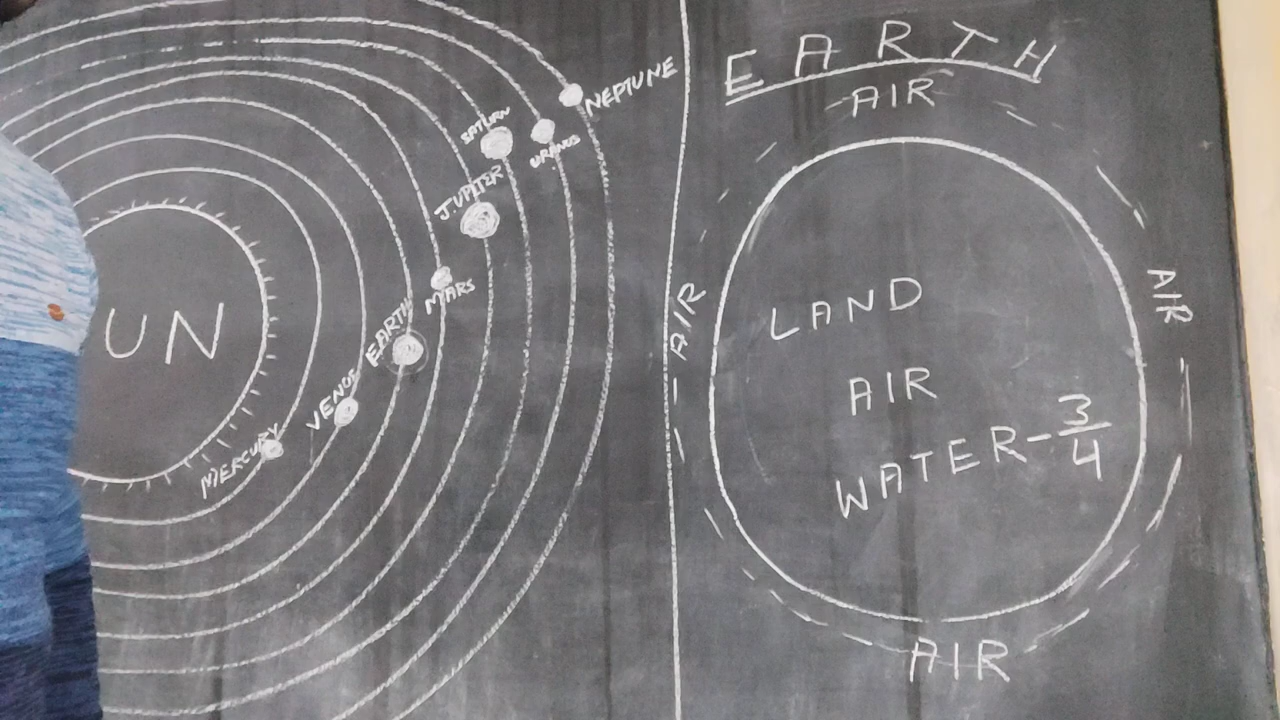 NEPTUNE
SATURN
URANUS
JUPITER
MARS
EARTH
VENUS
MERCURY
UN
EARTH
AIR
AIR
AIR
LAND
AIR
WATER-3/4
AIR